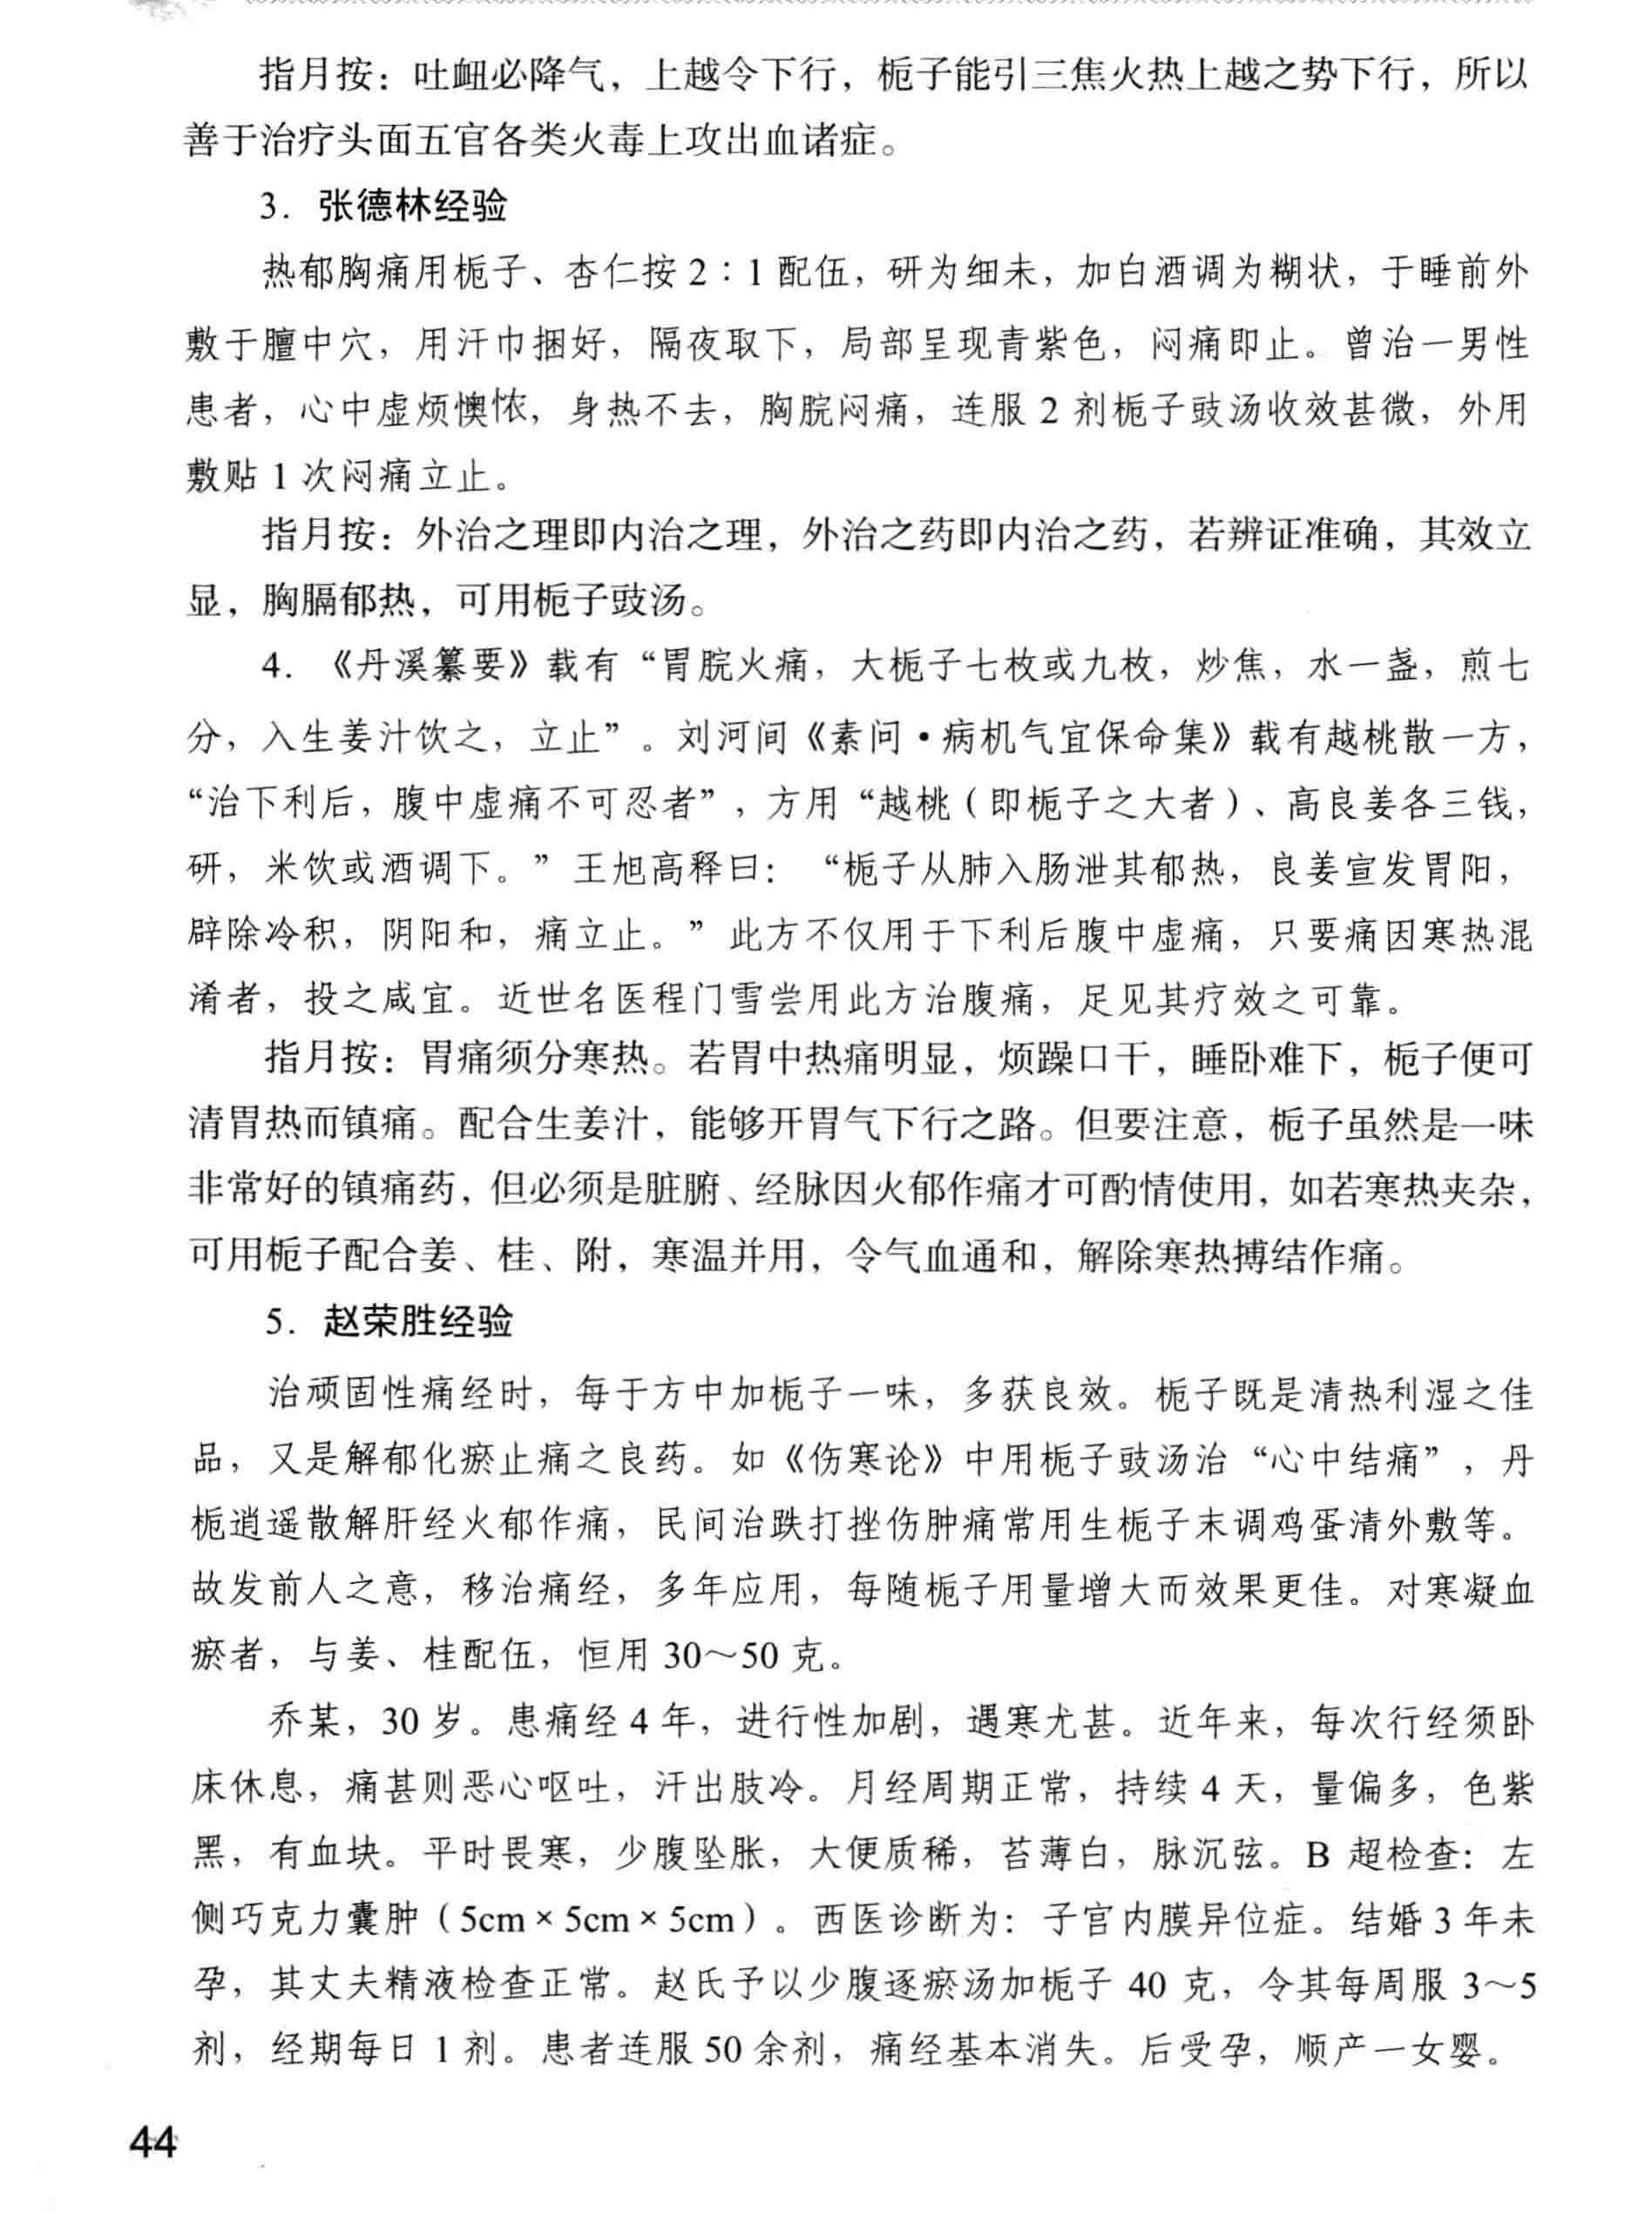 指月按：吐衄必降气，上越令下行，栀子能引三焦火热上越之势下行，所以
善于治疗头面五官各类火毒上攻出血诸症。
3．张德林经验
热郁胸痛用栀子、杏仁按2∶1配伍，研为细未，加白酒调为糊状，于睡前外
敷于膻中穴，用汗巾捆好，隔夜取下，局部呈现青紫色，闷痛即止。曾治一男性
患者，心中虚烦懊憹，身热不去，胸脘闷痛，连服2剂栀子豉汤收效甚微，外用
敷贴1次闷痛立止。
指月按：外治之理即内治之理，外治之药即内治之药，若辨证准确，其效立
显，胸膈郁热，可用栀子豉汤。
4．《丹溪纂要》载有“胃脘火痛，大栀子七枚或九枚，炒焦，水一盏，煎七
分，入生姜汁饮之，立止”。刘河间《素问·病机气宜保命集》载有越桃散一方，
“治下利后，腹中虚痛不可忍者”，方用“越桃（即栀子之大者）、高良姜各三钱，
研，米饮或酒调下。”王旭高释曰：“栀子从肺入肠泄其郁热，良姜宣发胃阳，
辟除冷积，阴阳和，痛立止。”此方不仅用于下利后腹中虚痛，只要痛因寒热混
淆者，投之咸宜。近世名医程门雪尝用此方治腹痛，足见其疗效之可靠。
指月按：胃痛须分寒热。若胃中热痛明显，烦躁口干，睡卧难下，栀子便可
清胃热而镇痛。配合生姜汁，能够开胃气下行之路。但要注意，栀子虽然是一味
非常好的镇痛药，但必须是脏腑、经脉因火郁作痛才可酌情使用，如若寒热夹杂，
可用栀子配合姜、桂、附，寒温并用，令气血通和，解除寒热搏结作痛。
5．赵荣胜经验
治顽固性痛经时，每于方中加栀子一味，多获良效。栀子既是清热利湿之佳
品，又是解郁化瘀止痛之良药。如《伤寒论》中用栀子豉汤治“心中结痛”，丹
栀逍遥散解肝经火郁作痛，民间治跌打挫伤肿痛常用生栀子末调鸡蛋清外敷等。
故发前人之意，移治痛经，多年应用，每随栀子用量增大而效果更佳。对寒凝血
瘀者，与姜、桂配伍，恒用30～50克。
乔某，30岁。患痛经4年，进行性加剧，遇寒尤甚。近年来，每次行经须卧
床休息，痛甚则恶心呕吐，汗出肢冷。月经周期正常，持续4天，量偏多，色紫
黑，有血块。平时畏寒，少腹坠胀，大便质稀，苔薄白，脉沉弦。B超检查：左
侧巧克力囊肿（5cm×5cm×5cm）。西医诊断为：子宫内膜异位症。结婚3年未
孕，其丈夫精液检查正常。赵氏予以少腹逐瘀汤加栀子40克，令其每周服3～5
剂，经期每日1剂。患者连服50余剂，痛经基本消失。后受孕，顺产一女婴。
44